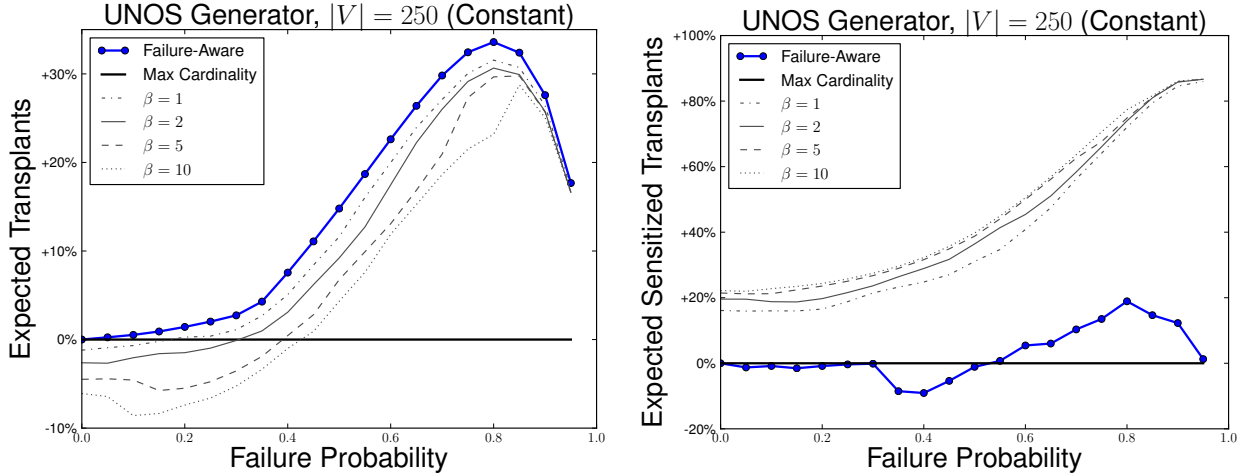 UNOS Generator, |V| = 250 (Constant)
Expected Transplants
+30%
+20%
+10%
0%
-10%
Failure-Aware
Max Cardinality
β = 1
β = 2
β = 5
β = 10
0.0 0.2 0.4 0.6 0.8 1.0
Failure Probability
UNOS Generator, |V| = 250 (Constant)
Expected Sensitized Transplants
+100%
+80%
+60%
+40%
+20%
0%
-20%
Failure-Aware
Max Cardinality
β = 1
β = 2
β = 5
β = 10
0.0 0.2 0.4 0.6 0.8 1.0
Failure Probability